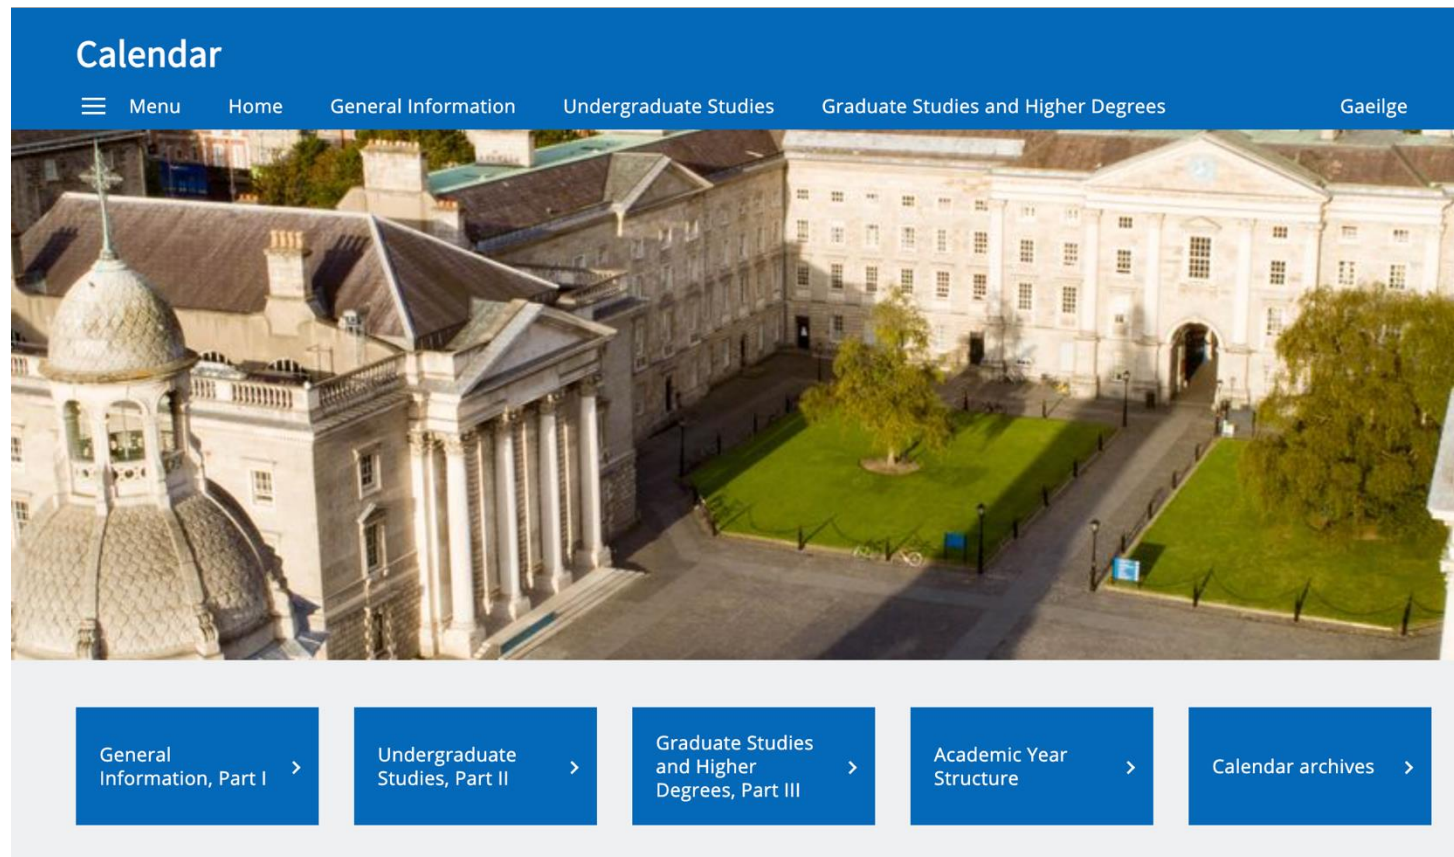 Calendar
Menu Home General Information Undergraduate Studies Graduate Studies and Higher Degrees Gaeilge
General
Information, Part I
Undergraduate
Studies, Part II
Graduate Studies
and Higher
Degrees, Part III
Academic Year
Structure
Calendar archives